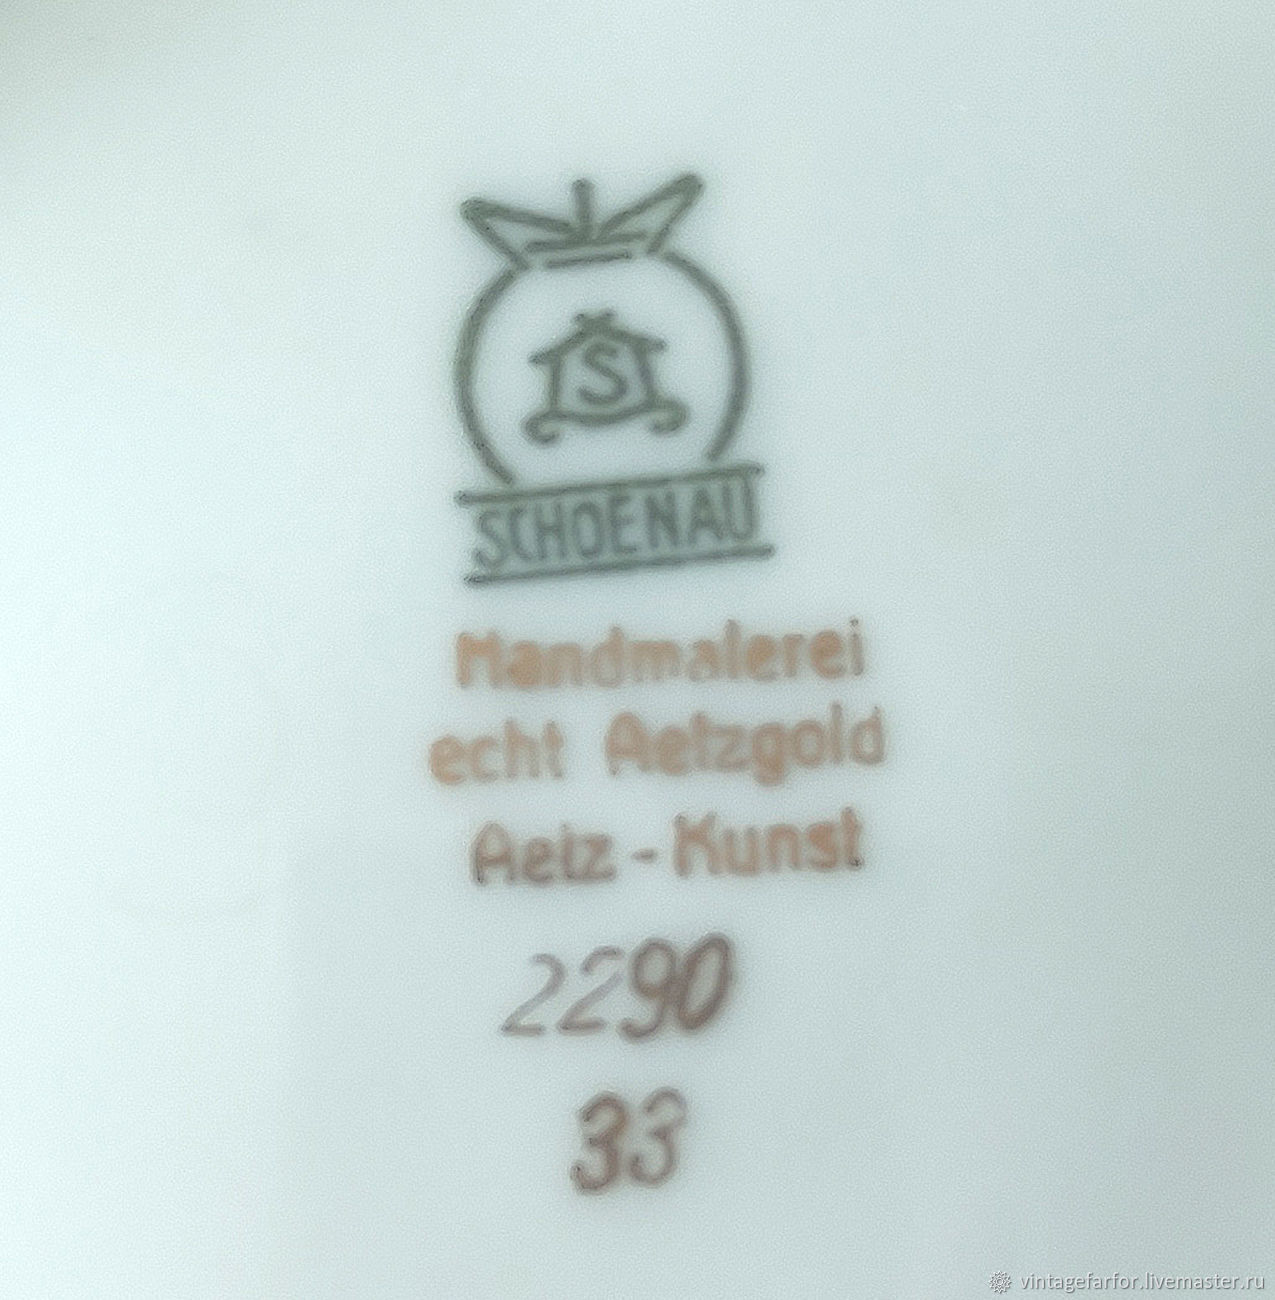 S
SCHOENAU
Handmalerei
echt Aetzgold
Aetz - Kunst
2290
33
vintagefarfor.livemaster.ru